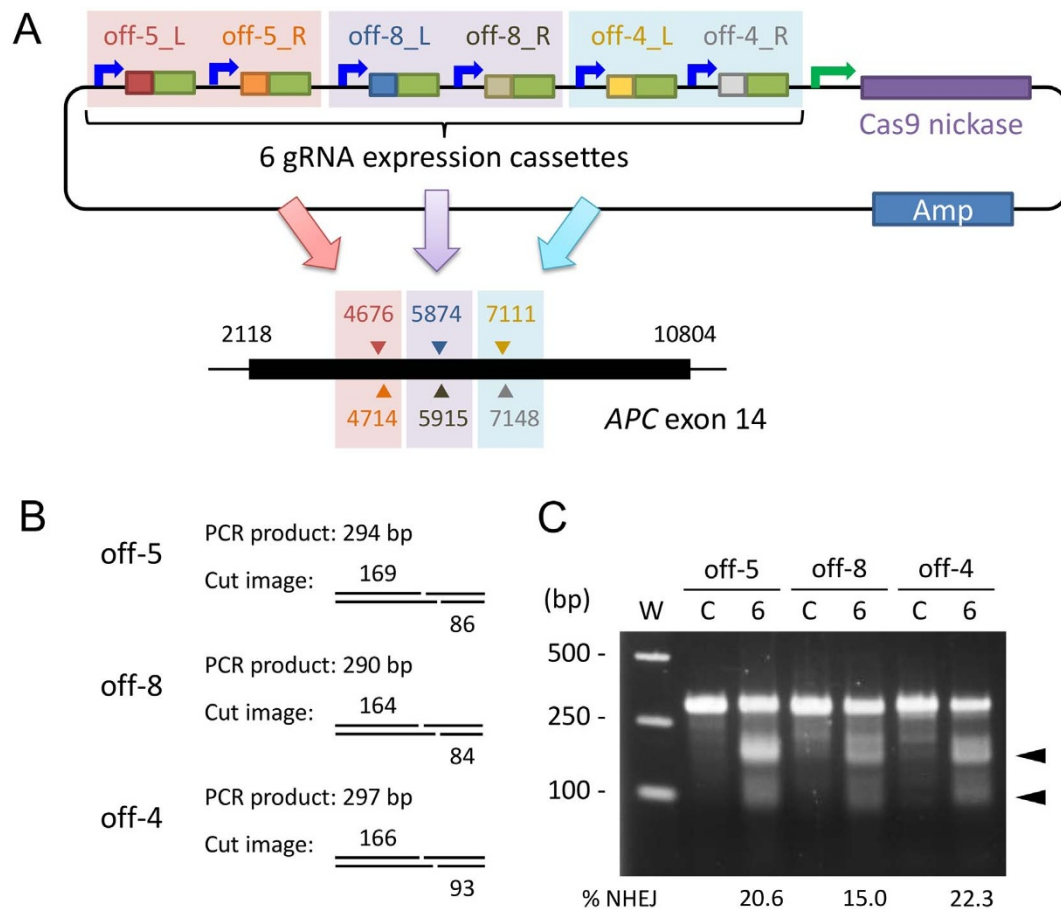 A
off-5_L off-5_R off-8_L off-8_R off-4_L off-4_R
Cas9 nickase
6 gRNA expression cassettes
Amp
4676 5874 7111
2118 10804
4714 5915 7148
APC exon 14
B
off-5
PCR product: 294 bp
Cut image:
169
86
off-8
PCR product: 290 bp
Cut image:
164
84
off-4
PCR product: 297 bp
Cut image:
166
93
C
off-5 off-8 off-4
(bp) W C 6 C 6 C 6
500 -
250 -
100 -
% NHEJ 20.6 15.0 22.3